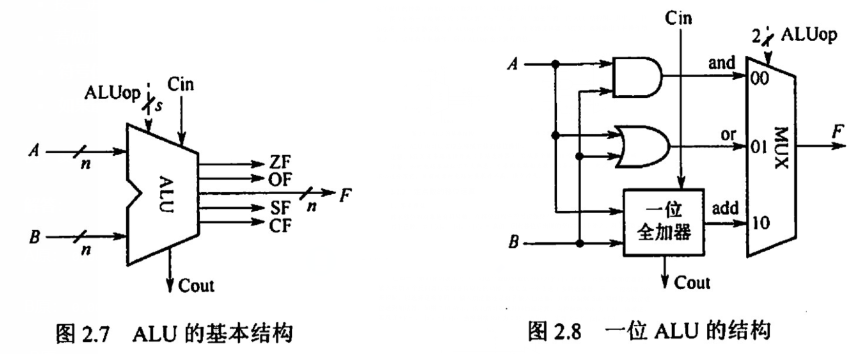 ALUop
s
Cin
A
n
B
n
ALU
ZF
OF
n
F
SF
CF
Cout
图 2.7 ALU 的基本结构
Cin
2
ALUop
A
and
00
or
01
MUX
F
一位
全加器
add
10
B
Cout
图 2.8 一位 ALU 的结构